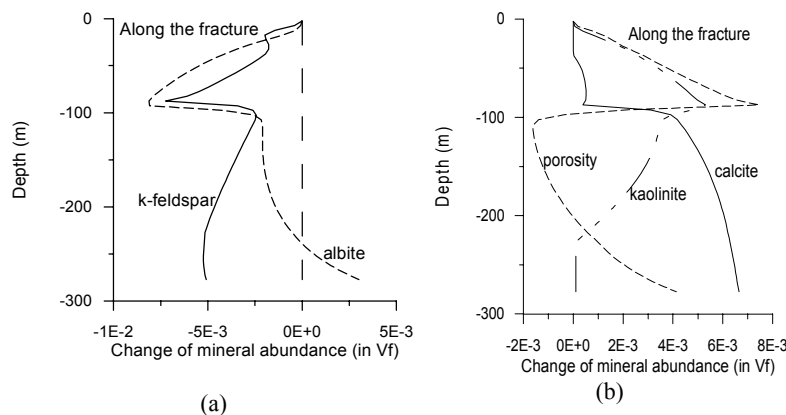 Along the fracture
0
-100
-200
-300
Depth (m)
k-feldspar
albite
-1E-2 -5E-3 0E+0 5E-3
Change of mineral abundance (in Vf)
(a)
Along the fracture
0
-100
-200
-300
Depth (m)
porosity
kaolinite
calcite
-2E-3 0E+0 2E-3 4E-3 6E-3 8E-3
Change of mineral abundance (in Vf)
(b)